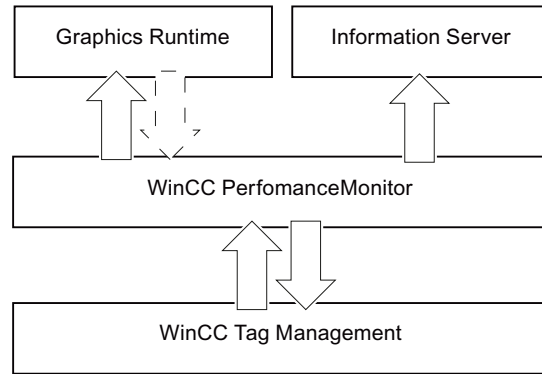 Graphics Runtime
Information Server
WinCC PerfomanceMonitor
WinCC Tag Management